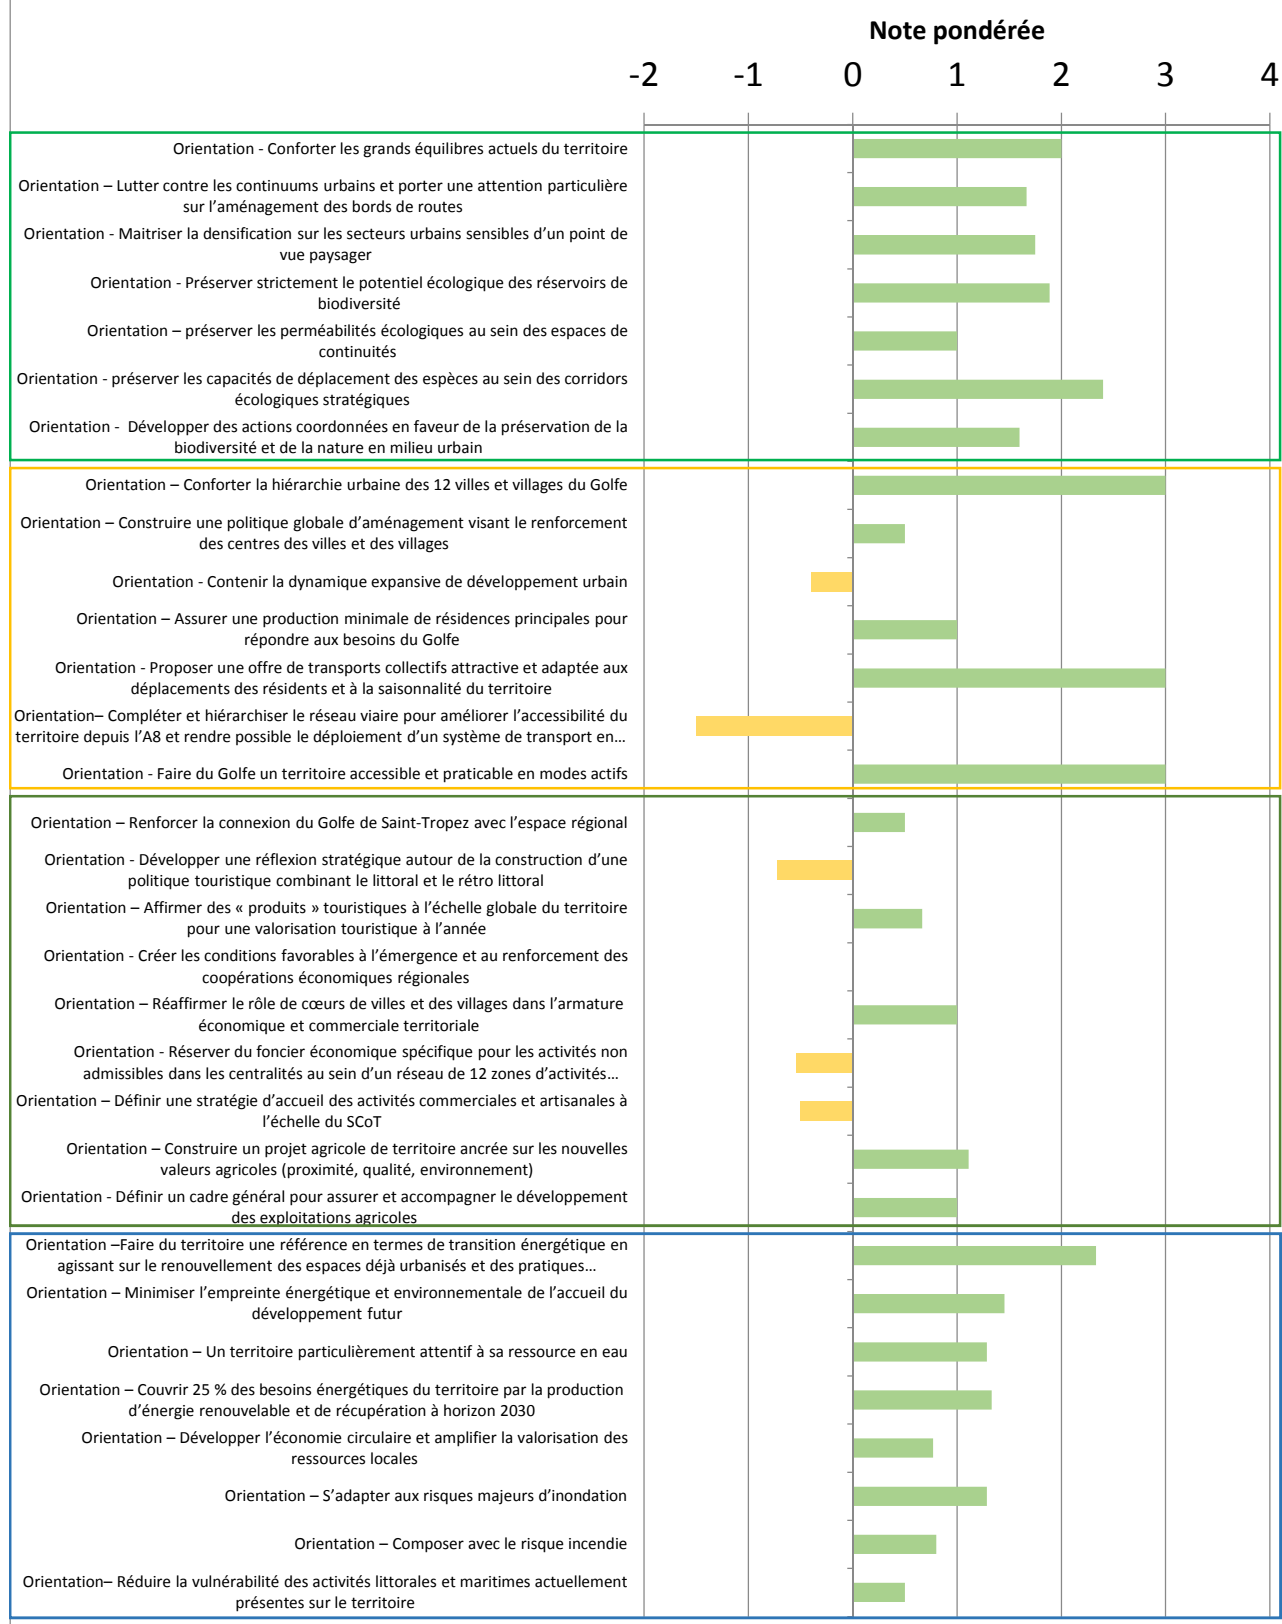 Note pondérée
-2 -1 0 1 2 3 4
Orientation - Conforter les grands équilibres actuels du territoire
Orientation – Lutter contre les continuums urbains et porter une attention particulière
sur l’aménagement des bords de routes
Orientation - Maitriser la densification sur les secteurs urbains sensibles d’un point de
vue paysager
Orientation - Préserver strictement le potentiel écologique des réservoirs de
biodiversité
Orientation – préserver les perméabilités écologiques au sein des espaces de
continuités
Orientation - préserver les capacités de déplacement des espèces au sein des corridors
écologiques stratégiques
Orientation - Développer des actions coordonnées en faveur de la préservation de la
biodiversité et de la nature en milieu urbain
Orientation – Conforter la hiérarchie urbaine des 12 villes et villages du Golfe
Orientation – Construire une politique globale d’aménagement visant le renforcement
des centres des villes et des villages
Orientation - Contenir la dynamique expansive de développement urbain
Orientation – Assurer une production minimale de résidences principales pour
répondre aux besoins du Golfe
Orientation - Proposer une offre de transports collectifs attractive et adaptée aux
déplacements des résidents et à la saisonnalité du territoire
Orientation– Compléter et hiérarchiser le réseau viaire pour améliorer l’accessibilité du
territoire depuis l’A8 et rendre possible le déploiement d’un système de transport en…
Orientation - Faire du Golfe un territoire accessible et praticable en modes actifs
Orientation – Renforcer la connexion du Golfe de Saint-Tropez avec l’espace régional
Orientation - Développer une réflexion stratégique autour de la construction d’une
politique touristique combinant le littoral et le rétro littoral
Orientation – Affirmer des « produits » touristiques à l’échelle globale du territoire
pour une valorisation touristique à l’année
Orientation - Créer les conditions favorables à l’émergence et au renforcement des
coopérations économiques régionales
Orientation – Réaffirmer le rôle de cœurs de villes et des villages dans l’armature
économique et commerciale territoriale
Orientation - Réserver du foncier économique spécifique pour les activités non
admissibles dans les centralités au sein d’un réseau de 12 zones d’activités…
Orientation – Définir une stratégie d’accueil des activités commerciales et artisanales à
l’échelle du SCoT
Orientation – Construire un projet agricole de territoire ancrée sur les nouvelles
valeurs agricoles (proximité, qualité, environnement)
Orientation - Définir un cadre général pour assurer et accompagner le développement
des exploitations agricoles
Orientation –Faire du territoire une référence en termes de transition énergétique en
agissant sur le renouvellement des espaces déjà urbanisés et des pratiques…
Orientation – Minimiser l’empreinte énergétique et environnementale de l’accueil du
développement futur
Orientation – Un territoire particulièrement attentif à sa ressource en eau
Orientation – Couvrir 25 % des besoins énergétiques du territoire par la production
d’énergie renouvelable et de récupération à horizon 2030
Orientation – Développer l’économie circulaire et amplifier la valorisation des
ressources locales
Orientation – S’adapter aux risques majeurs d’inondation
Orientation – Composer avec le risque incendie
Orientation– Réduire la vulnérabilité des activités littorales et maritimes actuellement
présentes sur le territoire